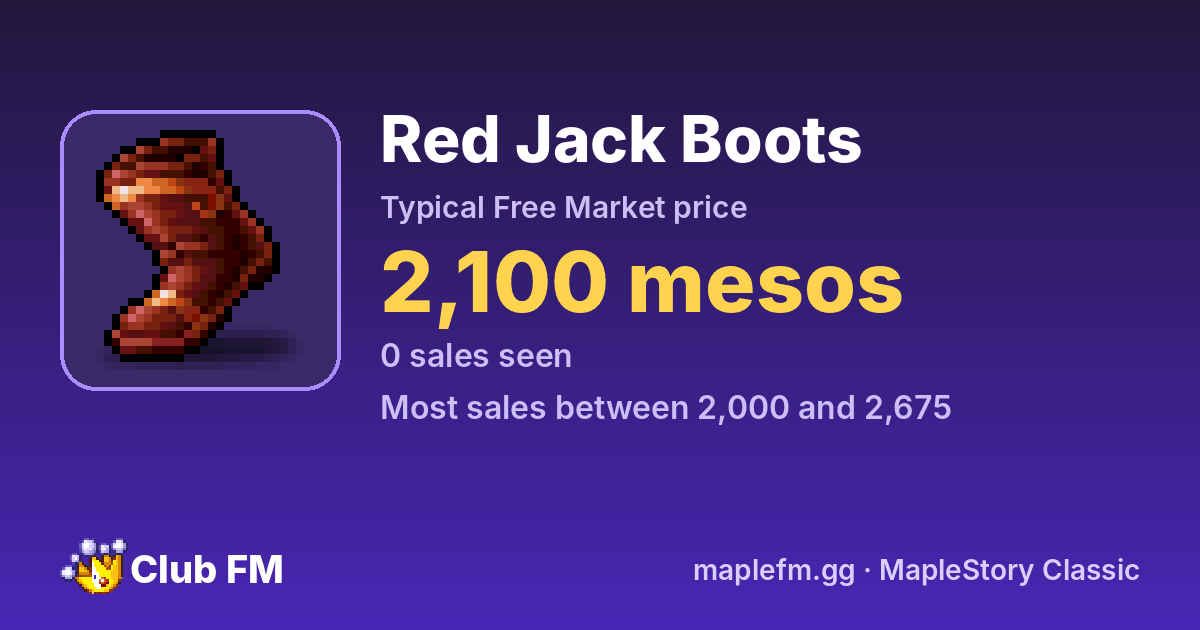 Red Jack Boots
Typical Free Market price
2,100 mesos
0 sales seen
Most sales between 2,000 and 2,675
Club FM
maplefm.gg · MapleStory Classic